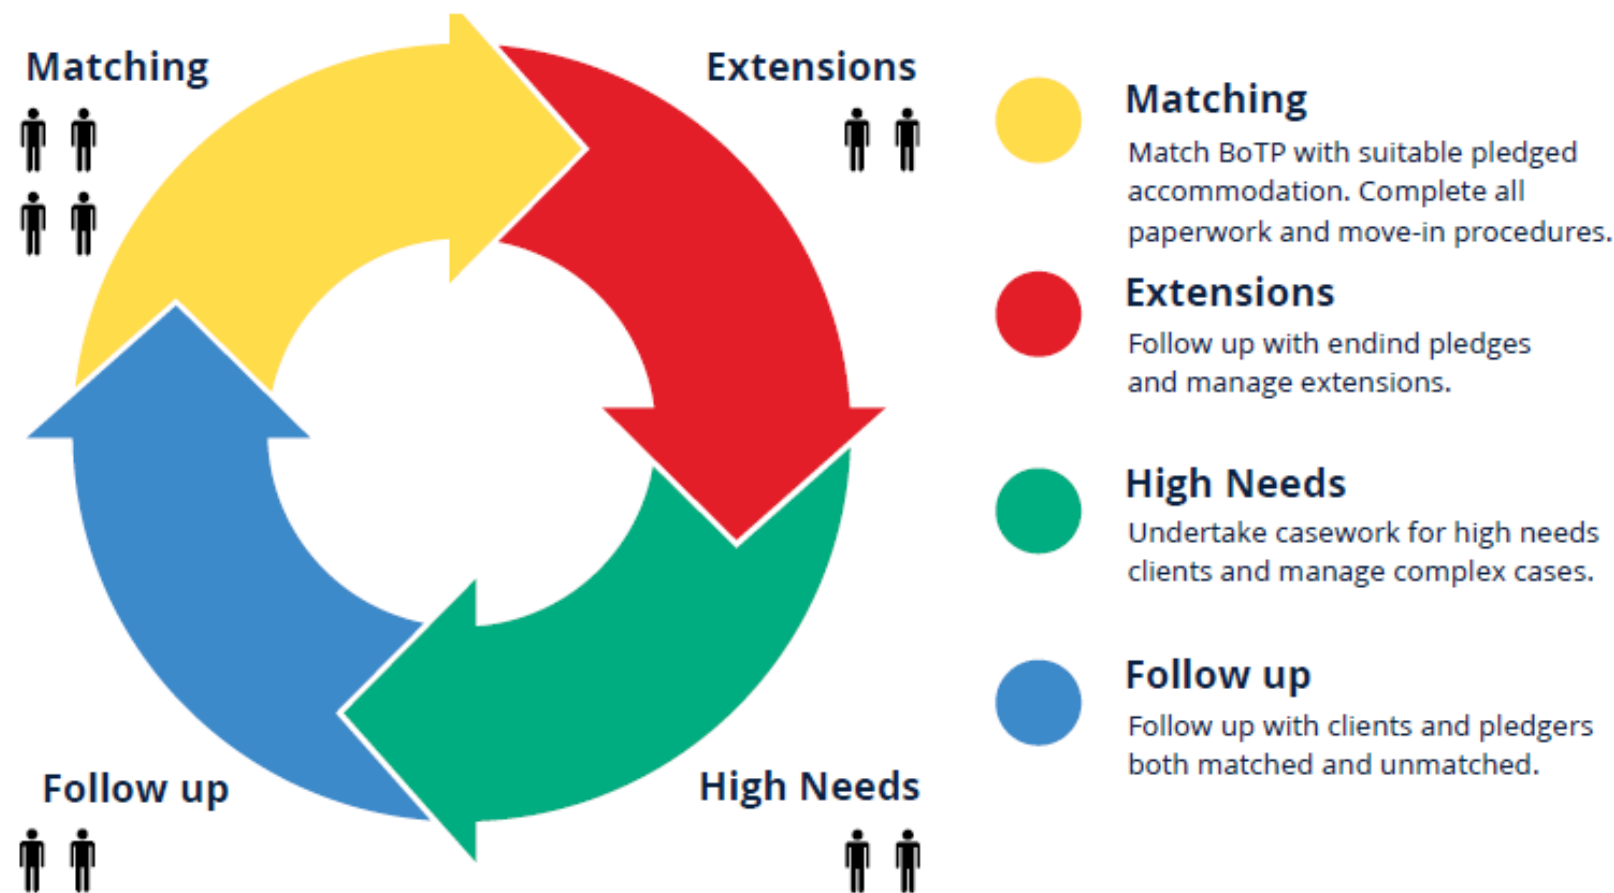 Matching
Extensions
Follow up
High Needs
Matching
Match BoTP with suitable pledged
accommodation. Complete all
paperwork and move-in procedures.
Extensions
Follow up with endind pledges
and manage extensions.
High Needs
Undertake casework for high needs
clients and manage complex cases.
Follow up
Follow up with clients and pledgers
both matched and unmatched.